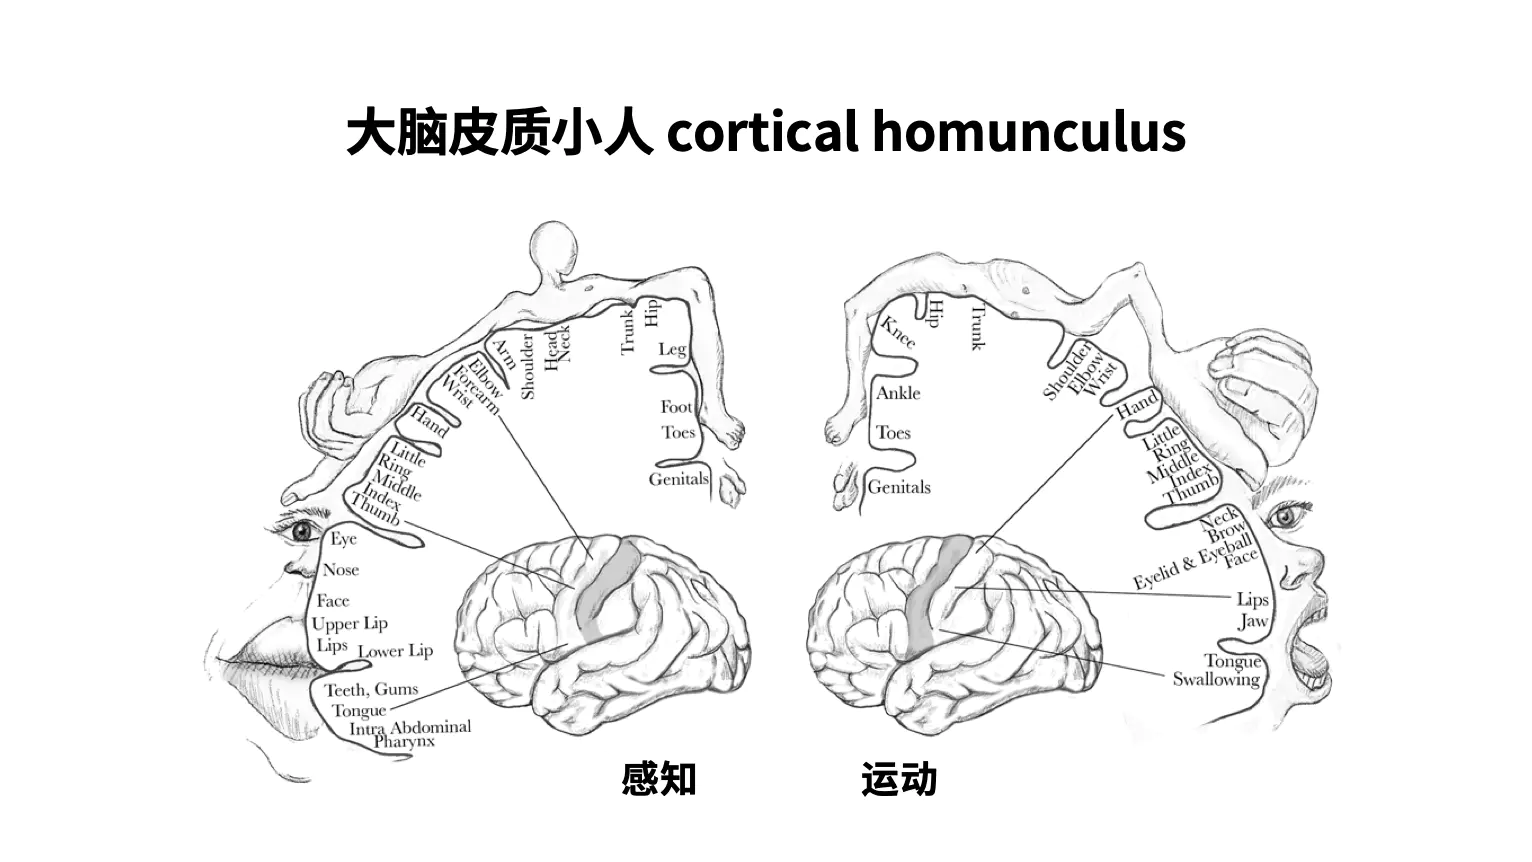 大脑皮质小人 cortical homunculus
Hip
Trunk
Neck
Head
Shoulder
Arm
Elbow
Forearm
Wrist
Hand
Little
Ring
Middle
Index
Thumb
Eye
Nose
Face
Upper Lip
Lips
Lower Lip
Teeth, Gums
Tongue
Intra Abdominal
Pharynx
Leg
Foot
Toes
Genitals
Hip
Trunk
Knee
Ankle
Toes
Genitals
Shoulder
Elbow
Wrist
Hand
Little
Ring
Middle
Index
Thumb
Neck
Brow
Eyelid & Eyeball
Face
Lips
Jaw
Tongue
Swallowing
感知
运动